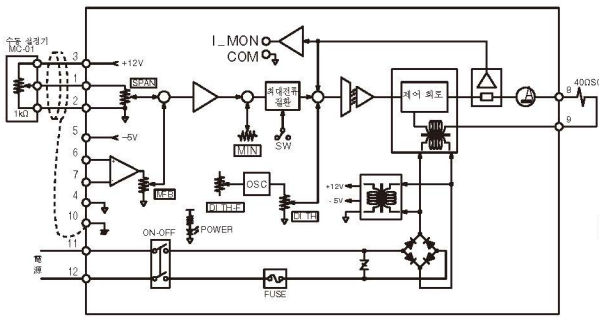 수동 설정기
MC-01
1kΩ
3
1
2
5
6
7
4
10
11
12
電源
+12V
-5V
SPAN
MFB
I_MON
COM
최대전류
전환
SW
MIN
OSC
DITH-F
DITH
POWER
ON-OFF
FUSE
+12V
-5V
제어 회로
A
8
9